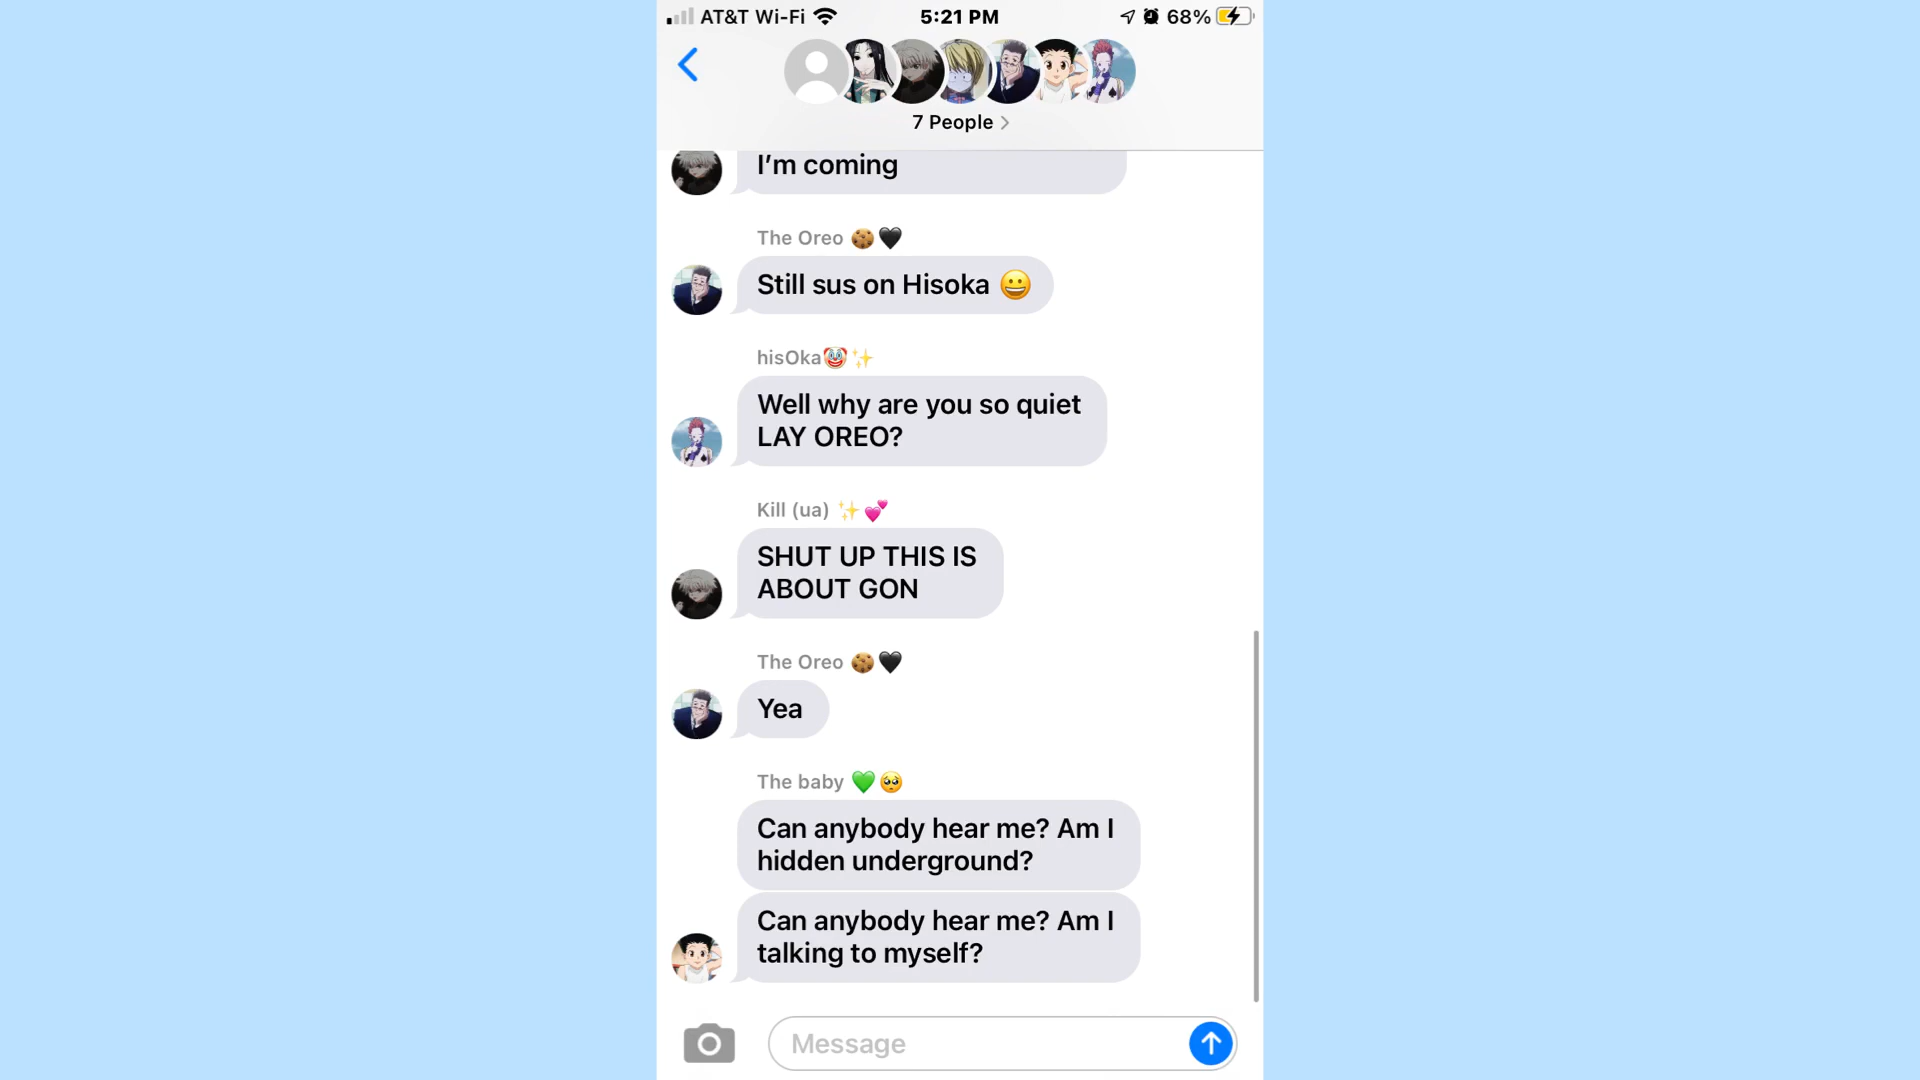 AT&T Wi-Fi 5:21 PM 68%
7 People >
I’m coming
The Oreo 🍪🖤
Still sus on Hisoka 😀
hisOka🤡✨
Well why are you so quiet
LAY OREO?
Kill (ua) ✨💕
SHUT UP THIS IS
ABOUT GON
The Oreo 🍪🖤
Yea
The baby 💚🥺
Can anybody hear me? Am I
hidden underground?
Can anybody hear me? Am I
talking to myself?
Message